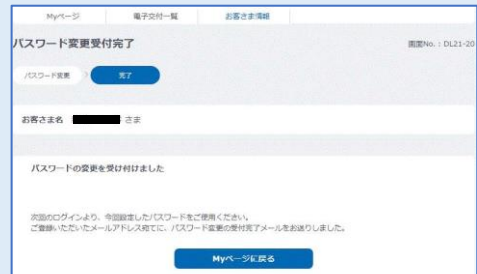 Myページ 電子交付一覧 お客さま情報
パスワード変更受付完了 画面No.：DL21-20
パスワード変更 完了
お客さま名 さま
パスワードの変更を受け付けました
次回のログインより、今回設定したパスワードをご使用ください。
ご登録いただいたメールアドレス宛てに、パスワード変更の受付完了メールをお送りしました。
Myページに戻る